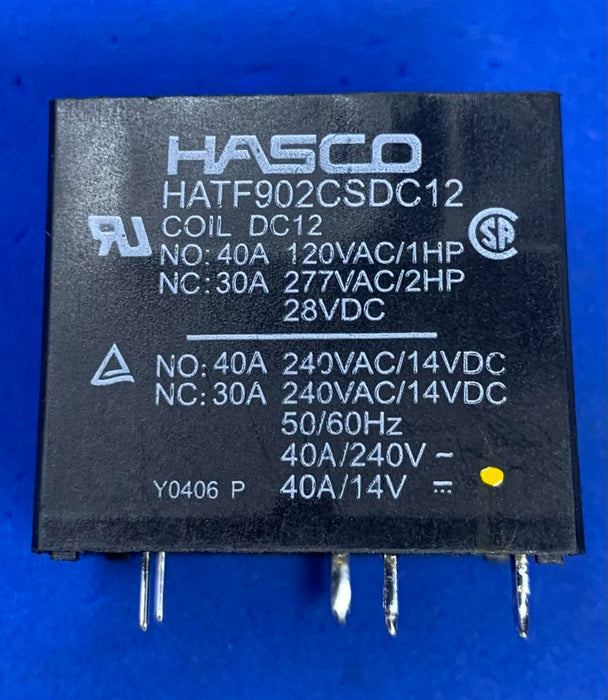 HASCO
HATF902CSDC12
COIL DC12
NO: 40A 120VAC/1HP
NC: 30A 277VAC/2HP
28VDC
NO: 40A 240VAC/14VDC
NC: 30A 240VAC/14VDC
50/60Hz
40A/240V ~
Y0406 P 40A/14V ⎓